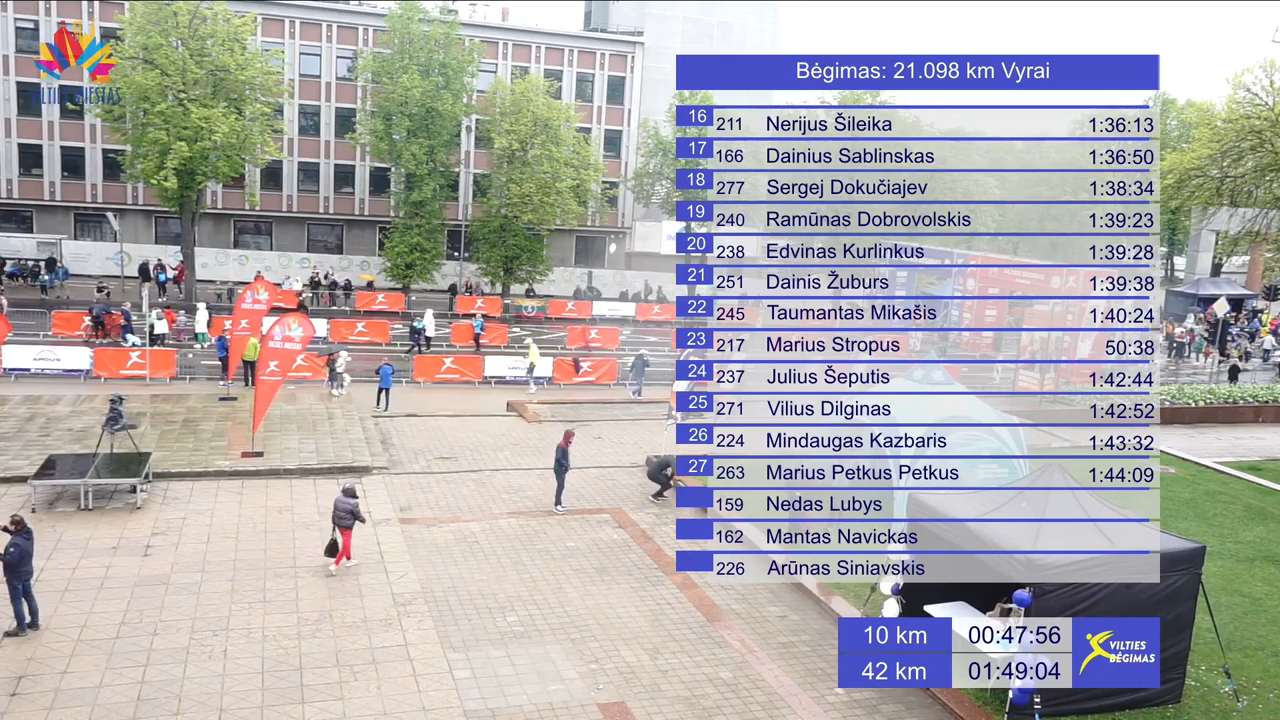 VILTIES MIESTAS
Bėgimas: 21.098 km Vyrai
16 211 Nerijus Šileika 1:36:13
17 166 Dainius Sablinskas 1:36:50
18 277 Sergej Dokučiajev 1:38:34
19 240 Ramūnas Dobrovolskis 1:39:23
20 238 Edvinas Kurlinkus 1:39:28
21 251 Dainis Žuburs 1:39:38
22 245 Taumantas Mikašis 1:40:24
23 217 Marius Stropus 50:38
24 237 Julius Šeputis 1:42:44
25 271 Vilius Dilginas 1:42:52
26 224 Mindaugas Kazbaris 1:43:32
27 263 Marius Petkus Petkus 1:44:09
159 Nedas Lubys
162 Mantas Navickas
226 Arūnas Siniavskis
10 km 00:47:56
42 km 01:49:04
VILTIES
BĖGIMAS